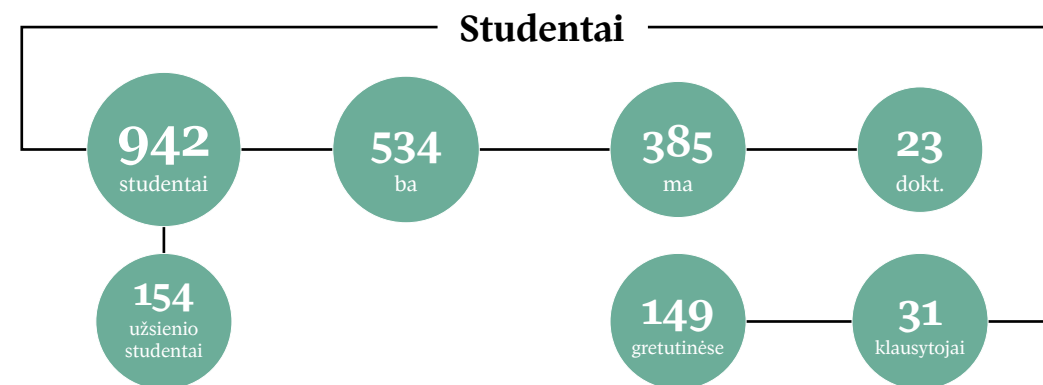 Studentai
942
studentai
534
ba
385
ma
23
dokt.
154
užsienio
studentai
149
gretutinėse
31
klausytojai